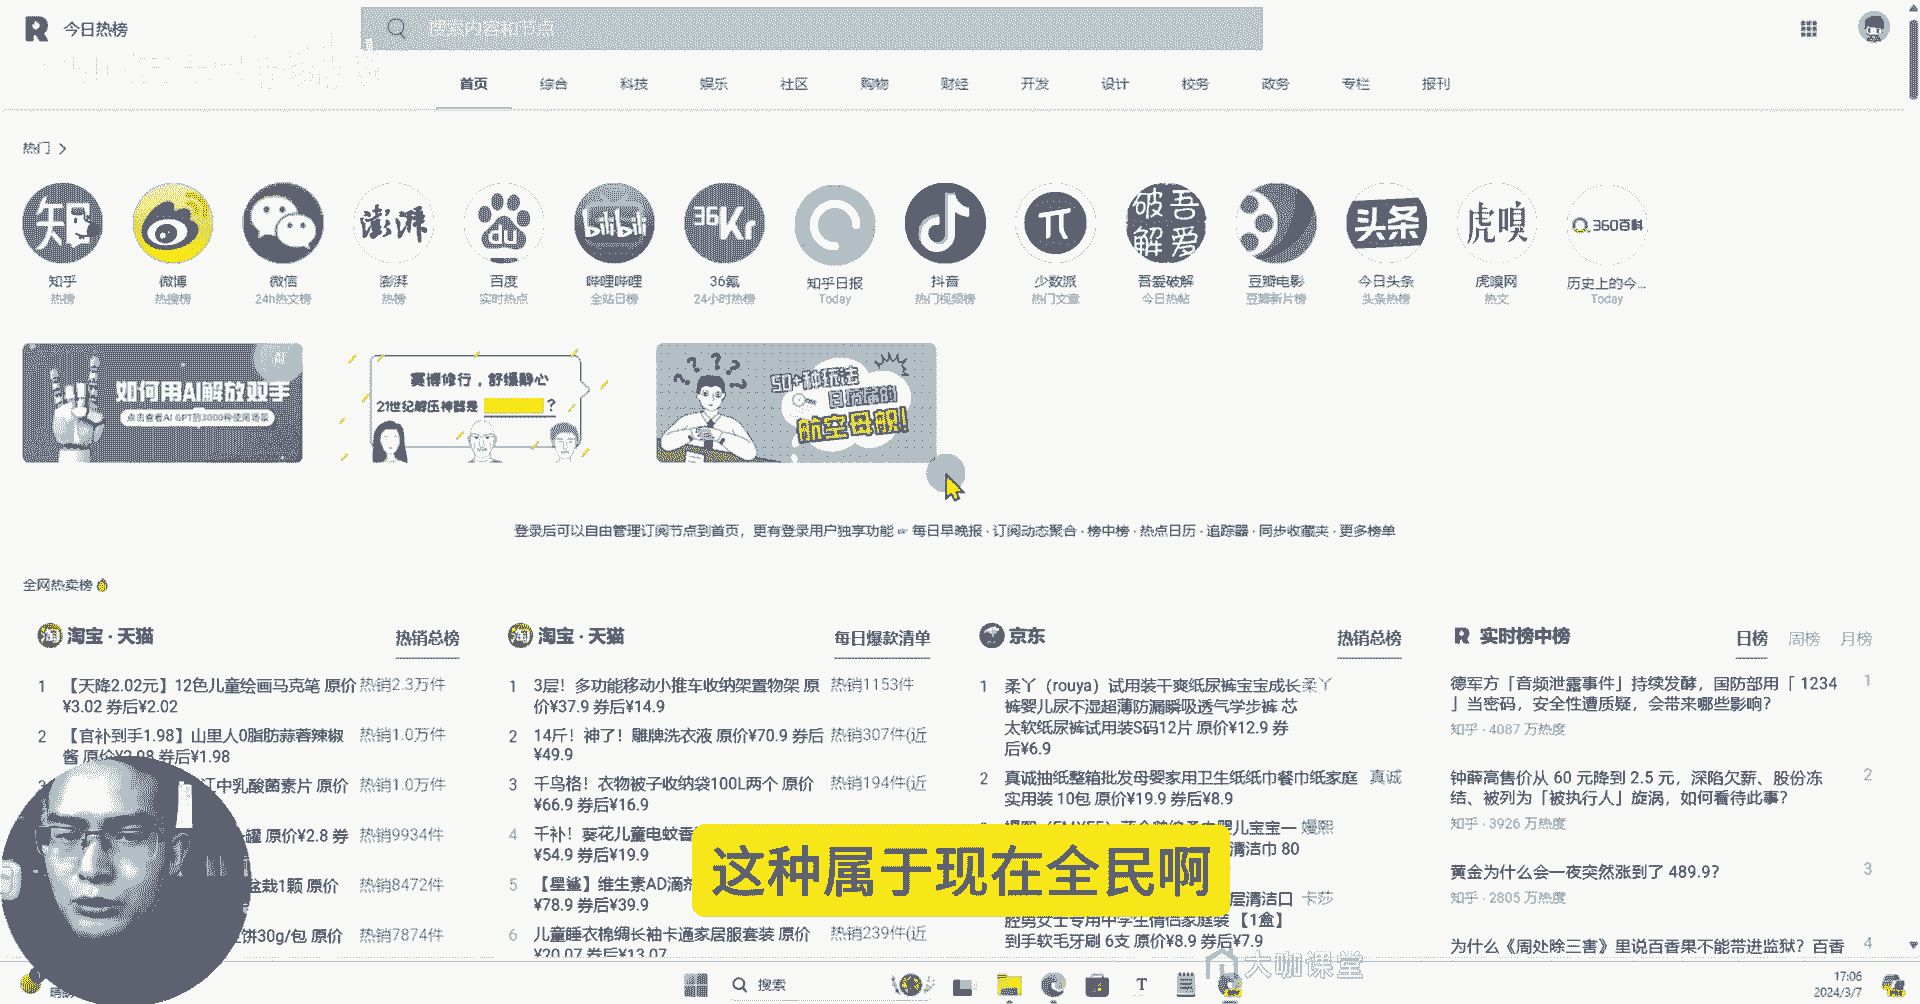 今日热榜
搜索内容和节点
首页 综合 科技 娱乐 社区 购物 财经 开发 设计 校务 政务 专栏 报刊
热门
知乎 微博 微信 澎湃 百度 哔哩哔哩 36氪 知乎日报 抖音 少数派 吾爱破解 豆瓣电影 今日头条 虎嗅网 历史上的今...
热榜 热搜榜 24h热文榜 热榜 实时热点 全站日榜 24小时热榜 Today 热门视频榜 热门文章 今日热帖 豆瓣新片榜 头条热榜 热文 Today
AI
如何用AI解放双手
点击查看AI GPT的3000种使用场景
赛博修行，舒缓静心
21世纪解压神器是 ？
50+种玩法
航空母舰!
登录后可以自由管理订阅节点到首页，更有登录用户独享功能 ☞ 每日早晚报 · 订阅动态聚合 · 榜中榜 · 热点日历 · 追踪器 · 同步收藏夹 · 更多榜单
全网热卖榜
淘宝 · 天猫 热销总榜
1 【天降2.02元】12色儿童绘画马克笔 原价 热销2.3万件
¥3.02 券后¥2.02
2 【官补到手1.98】山里人0脂肪蒜蓉辣椒 热销1.0万件
酱 原价¥3.98 券后¥1.98
江中乳酸菌素片 原价 热销1.0万件
罐 原价¥2.8 券 热销9934件
盆栽1颗 原价 热销8472件
饼30g/包 原价 热销7874件
淘宝 · 天猫 每日爆款清单
1 3层！多功能移动小推车收纳架置物架 原 热销1153件
价¥37.9 券后¥14.9
2 14斤！神了！雕牌洗衣液 原价¥70.9 券后 热销307件(近
¥49.9
3 千鸟格！衣物被子收纳袋100L两个 原价 热销194件(近
¥66.9 券后¥16.9
4 千补！葵花儿童电蚊香
¥54.9 券后¥19.9
5 【星鲨】维生素AD滴剂
¥78.9 券后¥39.9
6 儿童睡衣棉绸长袖卡通家居服套装 原价 热销239件(近
¥20.07 券后¥13.07
京东 热销总榜
1 柔丫（rouya）试用装干爽纸尿裤宝宝成长 柔丫
裤婴儿尿不湿超薄防漏瞬吸透气学步裤 芯
太软纸尿裤试用装S码12片 原价¥12.9 券
后¥6.9
2 真诚抽纸整箱批发母婴家用卫生纸纸巾餐巾纸家庭 真诚
实用装 10包 原价¥19.9 券后¥8.9
婴儿宝宝一 嫚熙
清洁巾 80
层清洁口 卡莎
腔男女士专用中学生情侣家庭装 【1盒】
到手软毛牙刷 6支 原价¥8.9 券后¥7.9
R 实时榜中榜 日榜 周榜 月榜
德军方「音频泄露事件」持续发酵，国防部用「 1234 1
」当密码，安全性遭质疑，会带来哪些影响？
知乎 · 4087 万热度
钟薛高售价从 60 元降到 2.5 元，深陷欠薪、股份冻 2
结、被列为「被执行人」旋涡，如何看待此事？
知乎 · 3926 万热度
黄金为什么会一夜突然涨到了 489.9？ 3
知乎 · 2805 万热度
为什么《周处除三害》里说百香果不能带进监狱？百香 4
这种属于现在全民啊
大咖课堂
搜索
17:06
2024/3/7